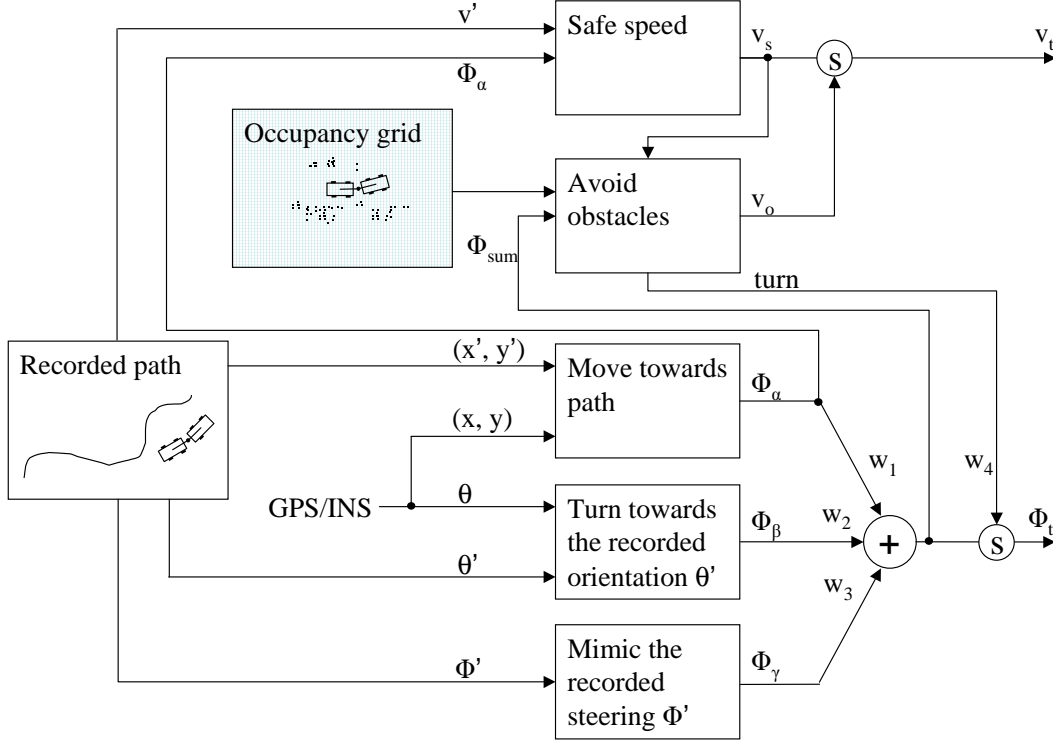 v’
Safe speed
v_s
S
v_t
Φ_α
Occupancy grid
Avoid
obstacles
v_o
Φ_sum
turn
Recorded path
(x’, y’)
Move towards
path
Φ_α
(x, y)
w_1
w_4
GPS/INS
θ
Turn towards
the recorded
orientation θ’
Φ_β
w_2
+
S
Φ_t
θ’
w_3
Mimic the
recorded
steering Φ’
Φ’
Φ_γ